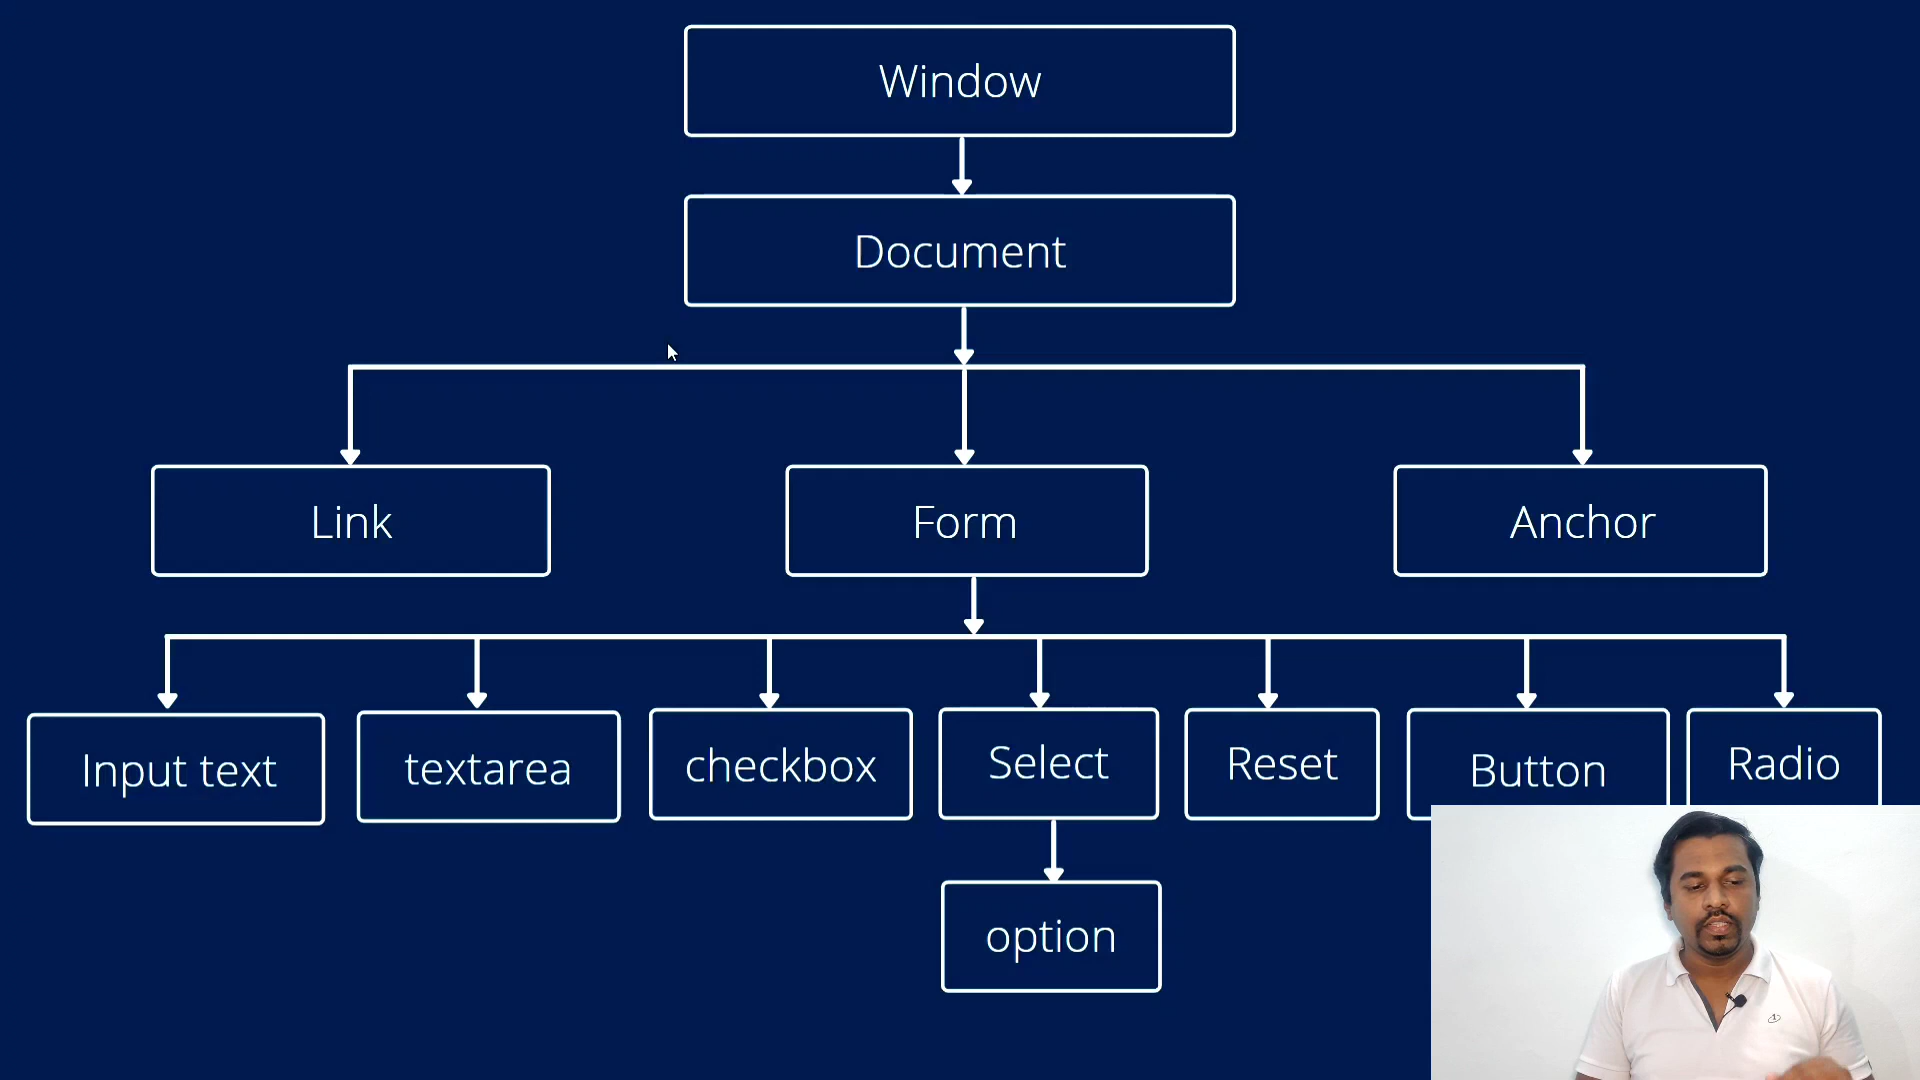 Window
Document
Link
Form
Anchor
Input text
textarea
checkbox
Select
Reset
Button
Radio
option